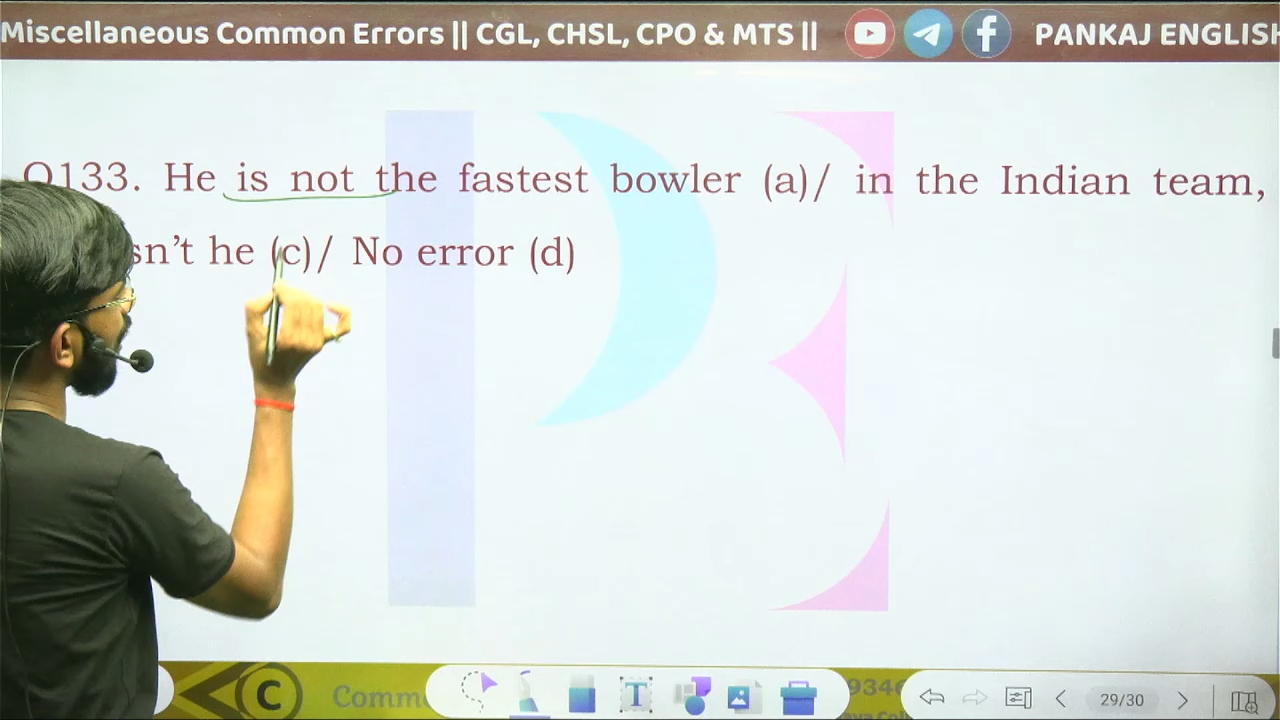 Miscellaneous Common Errors || CGL, CHSL, CPO & MTS || PANKAJ ENGLISH
Q133. He is not the fastest bowler (a)/ in the Indian team,
sn't he (c)/ No error (d)
C
T
29/30